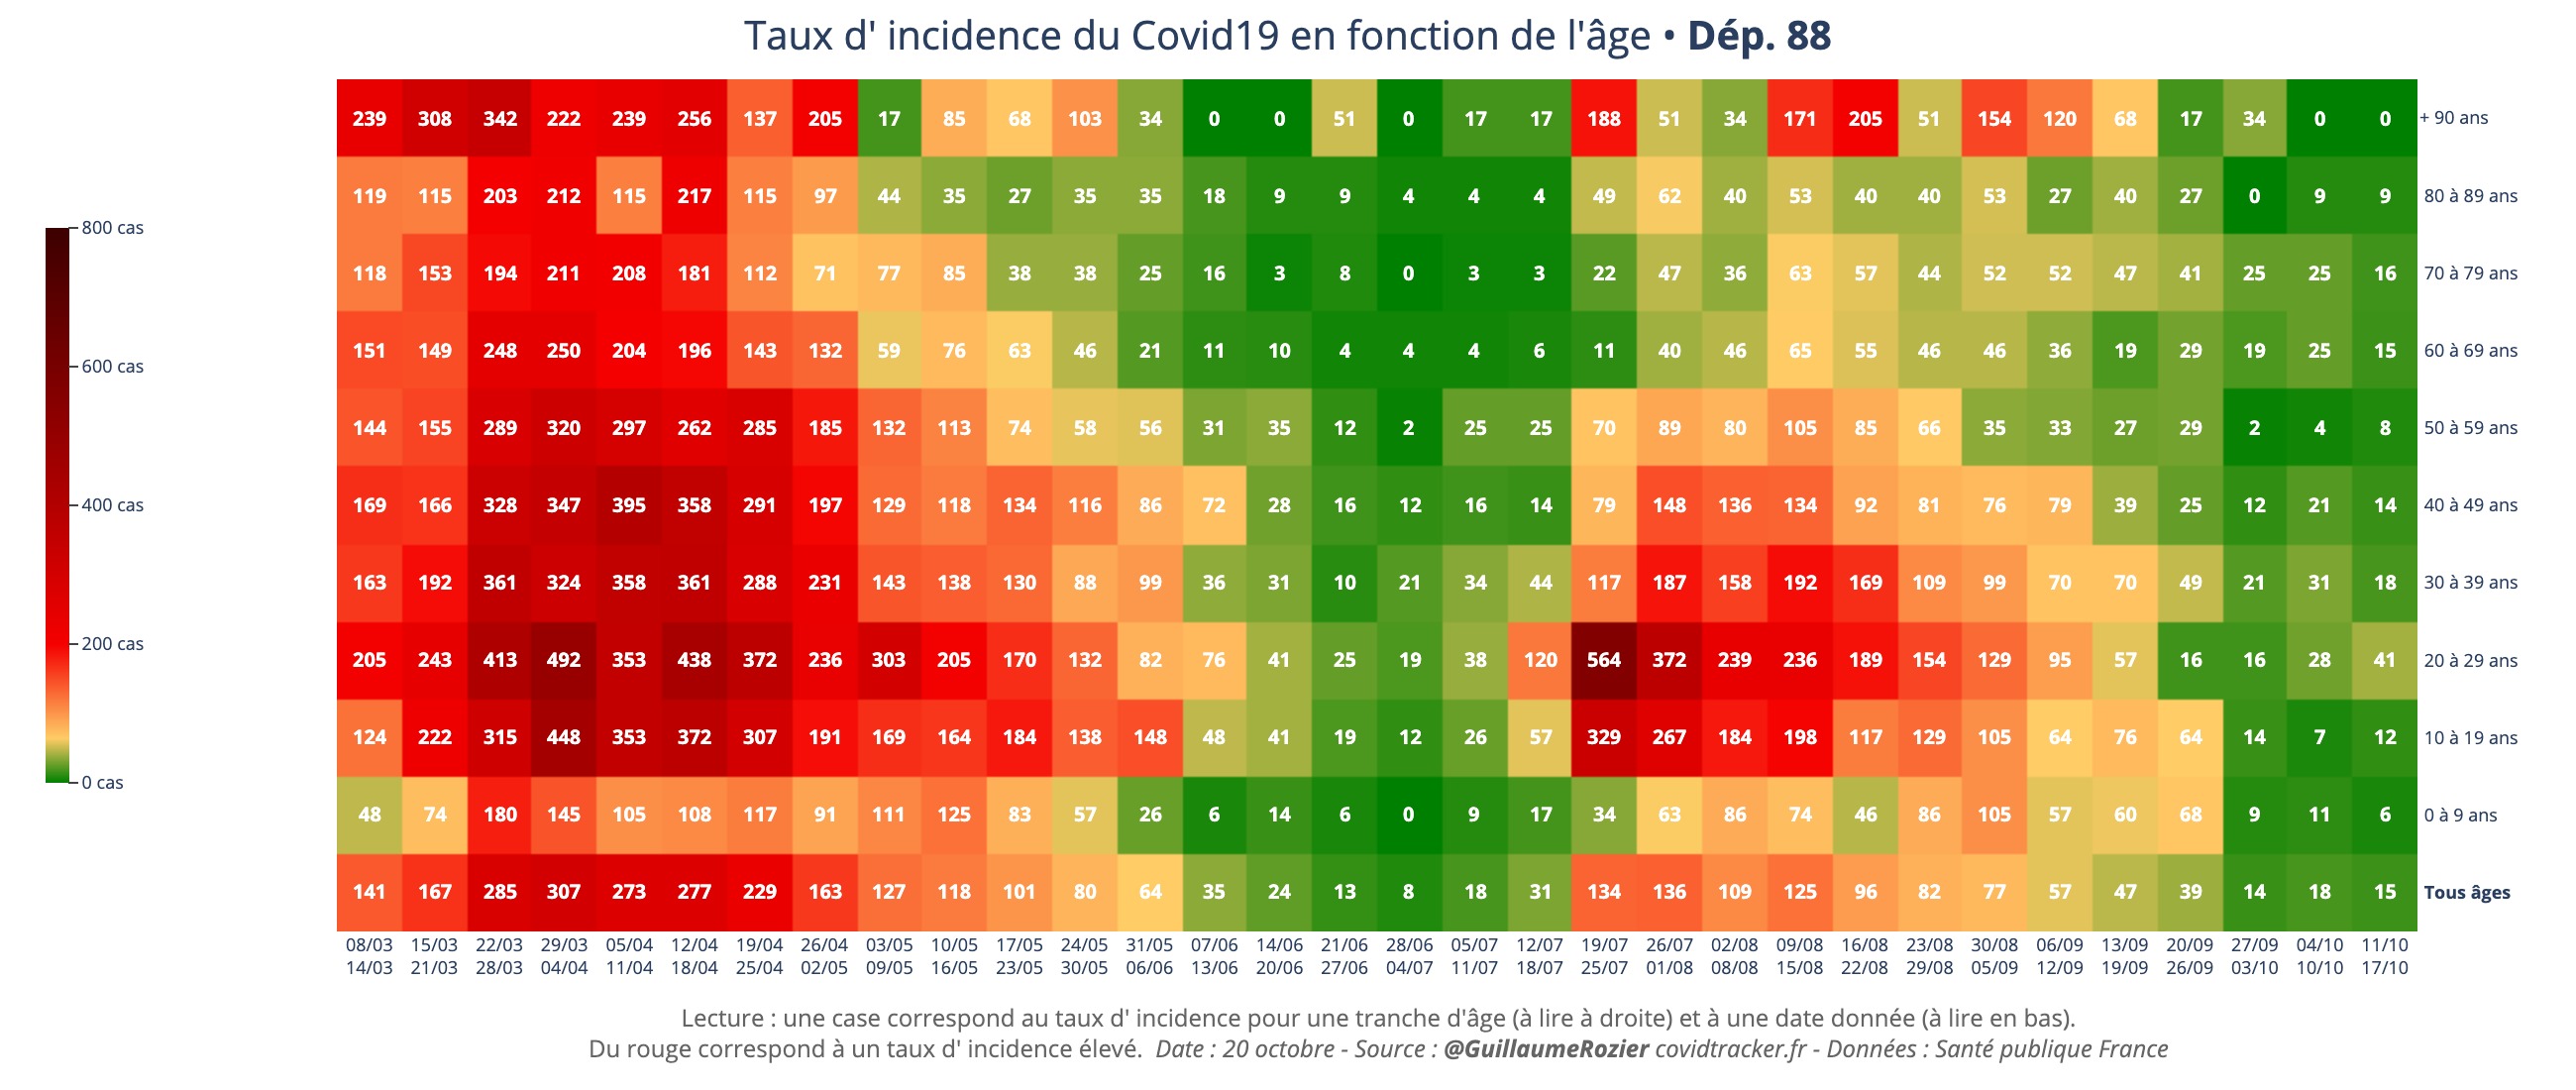 Taux d' incidence du Covid19 en fonction de l'âge • Dép. 88
239 308 342 222 239 256 137 205 17 85 68 103 34 0 0 51 0 17 17 188 51 34 171 205 51 154 120 68 17 34 0 0 + 90 ans
119 115 203 212 115 217 115 97 44 35 27 35 35 18 9 9 4 4 4 49 62 40 53 40 40 53 27 40 27 0 9 9 80 à 89 ans
800 cas
118 153 194 211 208 181 112 71 77 85 38 38 25 16 3 8 0 3 3 22 47 36 63 57 44 52 52 47 41 25 25 16 70 à 79 ans
151 149 248 250 204 196 143 132 59 76 63 46 21 11 10 4 4 4 6 11 40 46 65 55 46 46 36 19 29 19 25 15 60 à 69 ans
600 cas
144 155 289 320 297 262 285 185 132 113 74 58 56 31 35 12 2 25 25 70 89 80 105 85 66 35 33 27 29 2 4 8 50 à 59 ans
400 cas
169 166 328 347 395 358 291 197 129 118 134 116 86 72 28 16 12 16 14 79 148 136 134 92 81 76 79 39 25 12 21 14 40 à 49 ans
163 192 361 324 358 361 288 231 143 138 130 88 99 36 31 10 21 34 44 117 187 158 192 169 109 99 70 70 49 21 31 18 30 à 39 ans
200 cas
205 243 413 492 353 438 372 236 303 205 170 132 82 76 41 25 19 38 120 564 372 239 236 189 154 129 95 57 16 16 28 41 20 à 29 ans
124 222 315 448 353 372 307 191 169 164 184 138 148 48 41 19 12 26 57 329 267 184 198 117 129 105 64 76 64 14 7 12 10 à 19 ans
0 cas
48 74 180 145 105 108 117 91 111 125 83 57 26 6 14 6 0 9 17 34 63 86 74 46 86 105 57 60 68 9 11 6 0 à 9 ans
141 167 285 307 273 277 229 163 127 118 101 80 64 35 24 13 8 18 31 134 136 109 125 96 82 77 57 47 39 14 18 15 Tous âges
08/03 15/03 22/03 29/03 05/04 12/04 19/04 26/04 03/05 10/05 17/05 24/05 31/05 07/06 14/06 21/06 28/06 05/07 12/07 19/07 26/07 02/08 09/08 16/08 23/08 30/08 06/09 13/09 20/09 27/09 04/10 11/10
14/03 21/03 28/03 04/04 11/04 18/04 25/04 02/05 09/05 16/05 23/05 30/05 06/06 13/06 20/06 27/06 04/07 11/07 18/07 25/07 01/08 08/08 15/08 22/08 29/08 05/09 12/09 19/09 26/09 03/10 10/10 17/10
Lecture : une case correspond au taux d' incidence pour une tranche d'âge (à lire à droite) et à une date donnée (à lire en bas).
Du rouge correspond à un taux d' incidence élevé. Date : 20 octobre - Source : @GuillaumeRozier covidtracker.fr - Données : Santé publique France